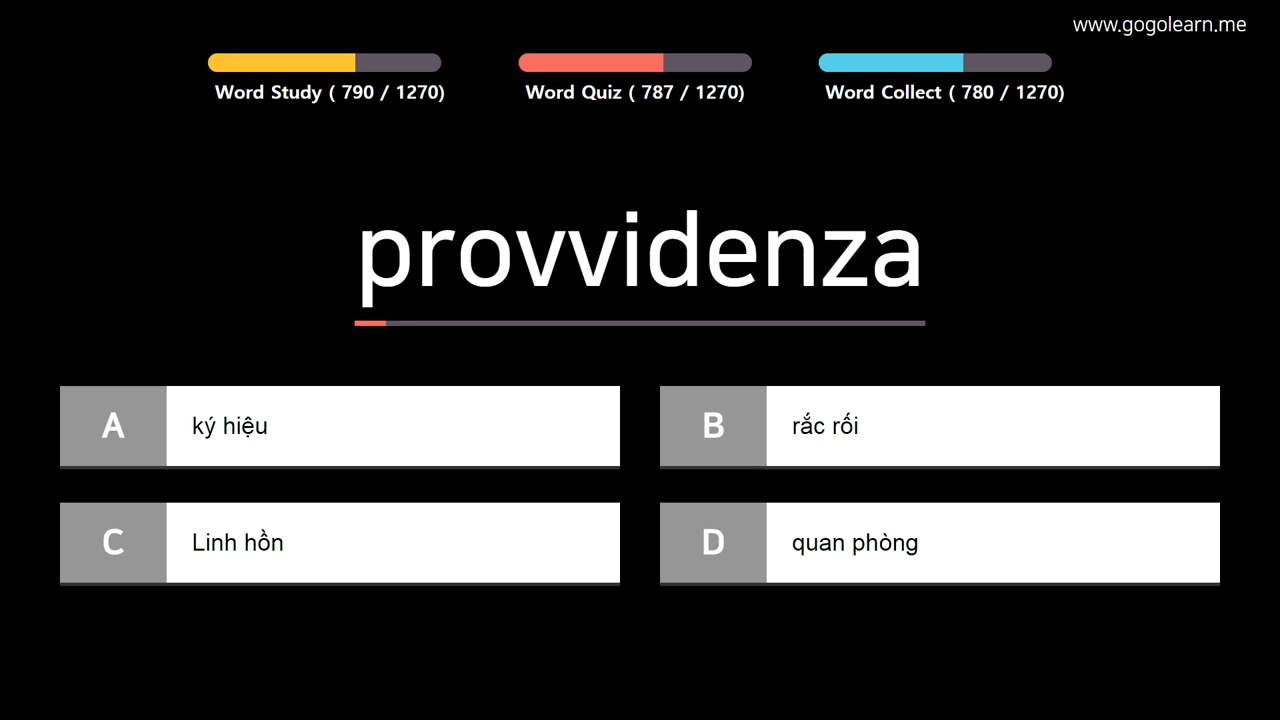 www.gogolearn.me
Word Study ( 790 / 1270)
Word Quiz ( 787 / 1270)
Word Collect ( 780 / 1270)
provvidenza
A ký hiệu
B rắc rối
C Linh hồn
D quan phòng